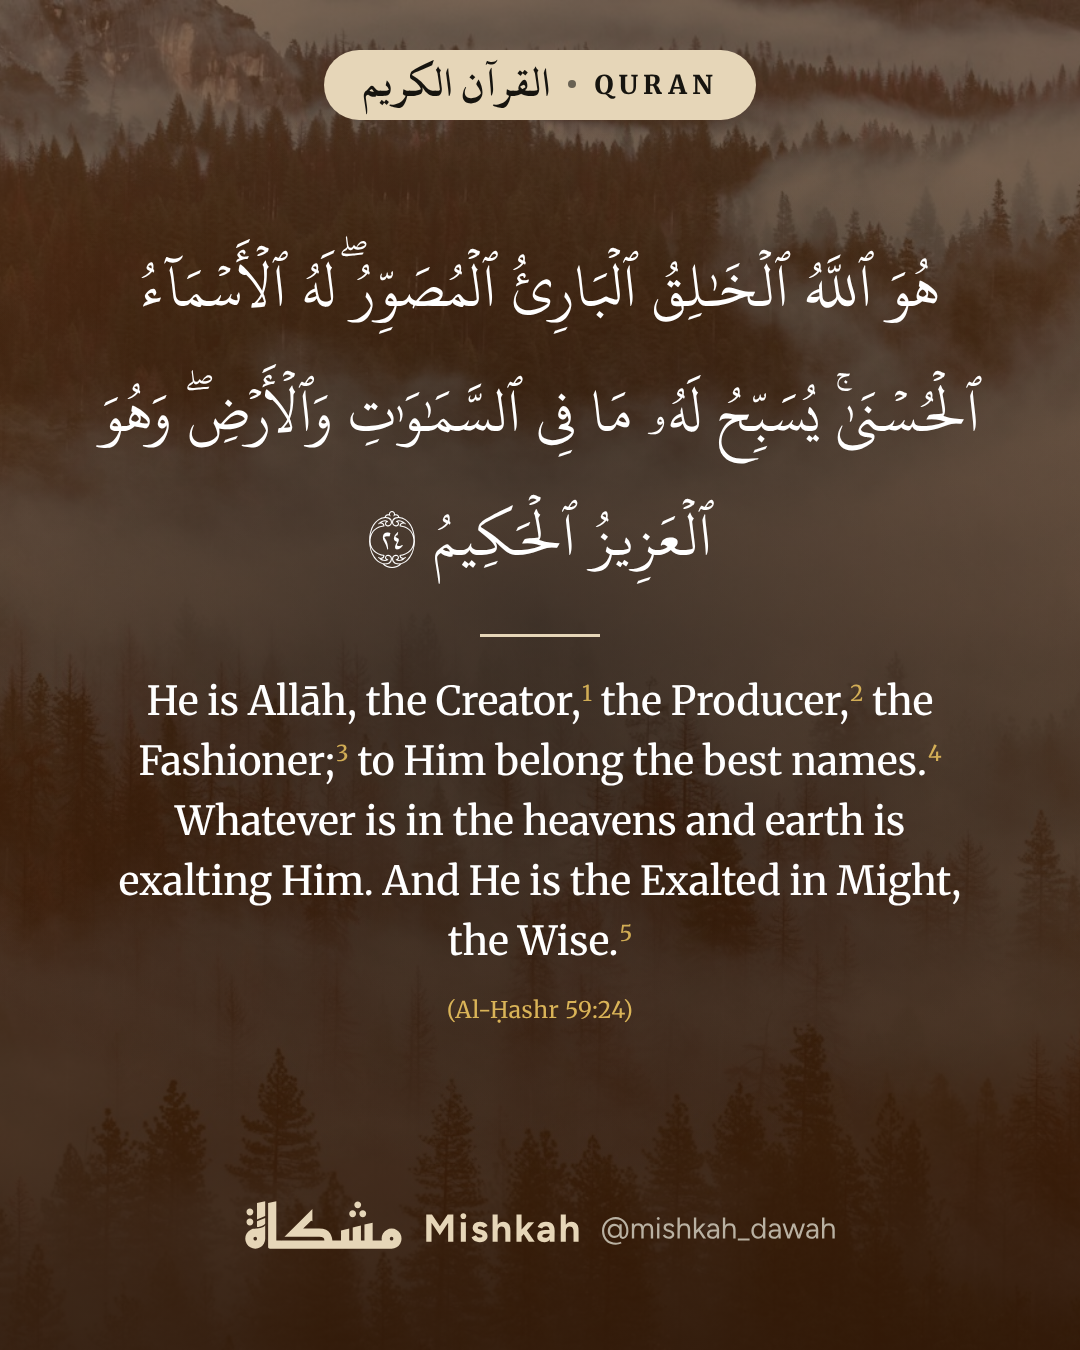 القرآن الكريم • QURAN
هُوَ ٱللَّهُ ٱلْخَـٰلِقُ ٱلْبَارِئُ ٱلْمُصَوِّرُ ۖ لَهُ ٱلْأَسْمَآءُ
ٱلْحُسْنَىٰ ۚ يُسَبِّحُ لَهُۥ مَا فِى ٱلسَّمَـٰوَٰتِ وَٱلْأَرْضِ ۖ وَهُوَ
ٱلْعَزِيزُ ٱلْحَكِيمُ ٢٤
He is Allāh, the Creator,1 the Producer,2 the
Fashioner;3 to Him belong the best names.4
Whatever is in the heavens and earth is
exalting Him. And He is the Exalted in Might,
the Wise.5
(Al-Ḥashr 59:24)
مشكاة Mishkah @mishkah_dawah